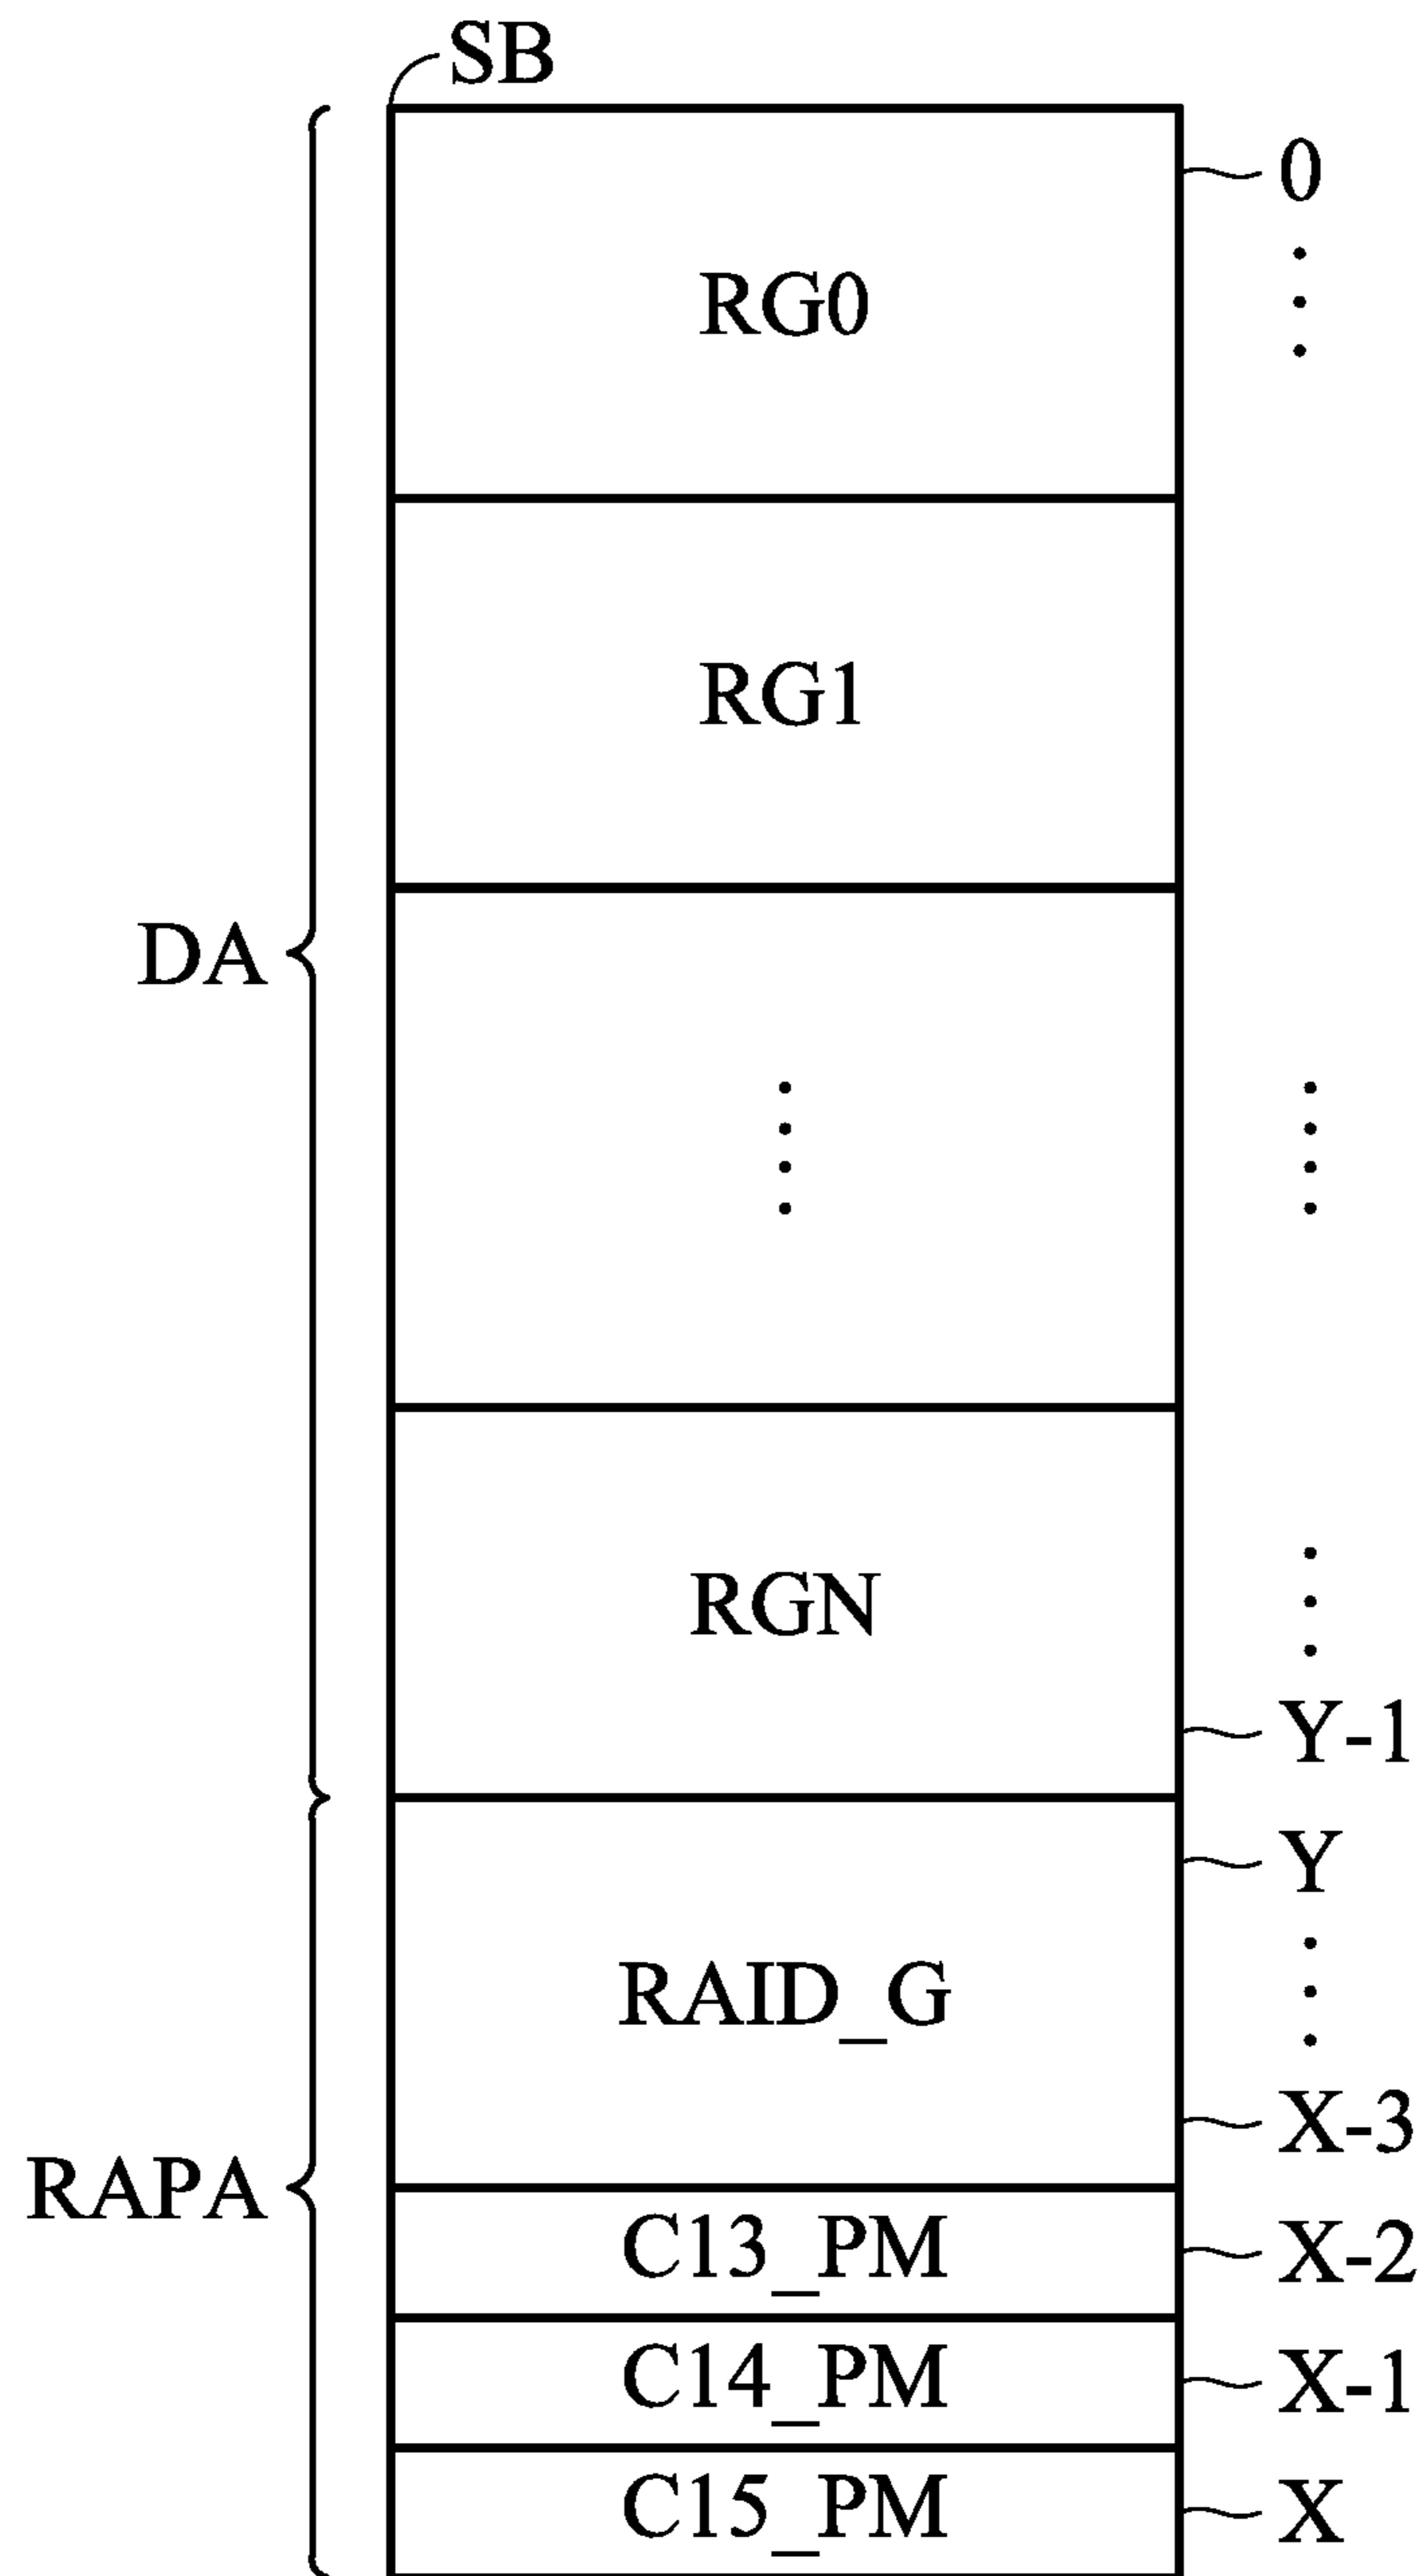 SB
0
RG0
RG1
DA
RGN
Y-1
Y
RAID_G
X-3
RAPA
C13_PM
X-2
C14_PM
X-1
C15_PM
X